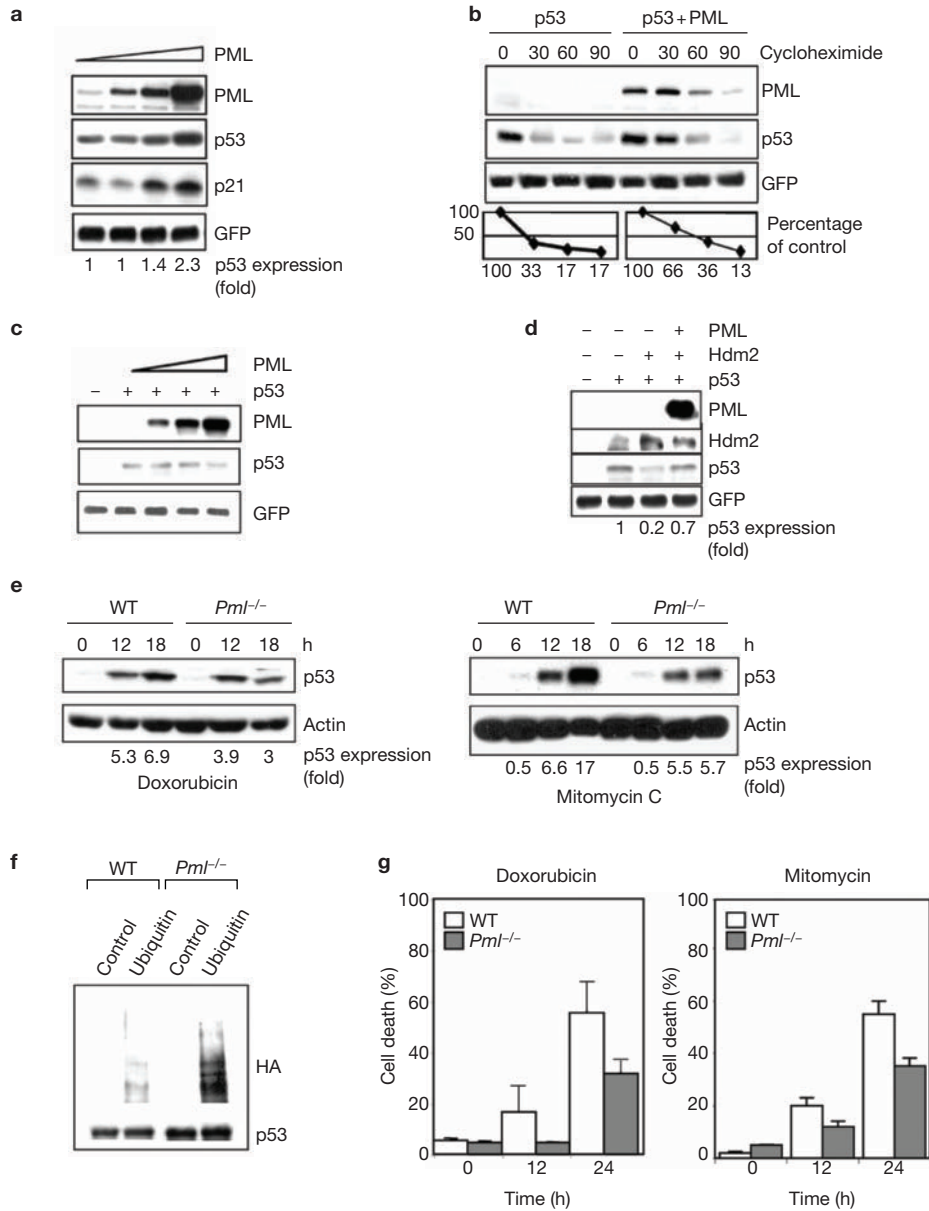 a
PML
PML
p53
p21
GFP
1 1 1.4 2.3 p53 expression
(fold)
b
p53 p53+PML
0 30 60 90 0 30 60 90 Cycloheximide
PML
p53
GFP
100
50
Percentage
of control
100 33 17 17 100 66 36 13
c
PML
– + + + + p53
PML
p53
GFP
d
– – – + PML
– – + + Hdm2
– + + + p53
PML
Hdm2
p53
GFP
1 0.2 0.7 p53 expression
(fold)
e
WT Pml–/–
0 12 18 0 12 18 h
p53
Actin
5.3 6.9 3.9 3 p53 expression
(fold)
Doxorubicin
WT Pml–/–
0 6 12 18 0 6 12 18 h
p53
Actin
0.5 6.6 17 0.5 5.5 5.7 p53 expression
(fold)
Mitomycin C
f
WT Pml–/–
Control Ubiquitin Control Ubiquitin
HA
p53
g
Doxorubicin
Cell death (%)
100
80
60
40
20
0
WT
Pml–/–
0 12 24
Time (h)
Mitomycin
Cell death (%)
100
80
60
40
20
0
WT
Pml–/–
0 12 24
Time (h)